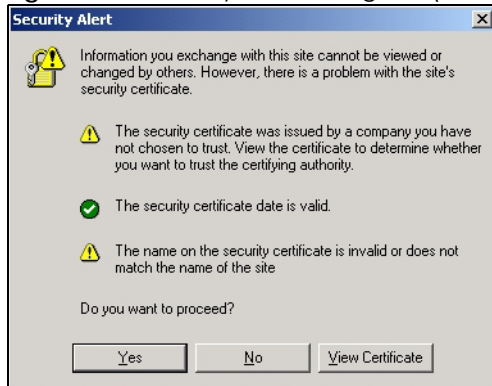 Security Alert
Information you exchange with this site cannot be viewed or
changed by others. However, there is a problem with the site's
security certificate.
The security certificate was issued by a company you have
not chosen to trust. View the certificate to determine whether
you want to trust the certifying authority.
The security certificate date is valid.
The name on the security certificate is invalid or does not
match the name of the site
Do you want to proceed?
Yes No View Certificate